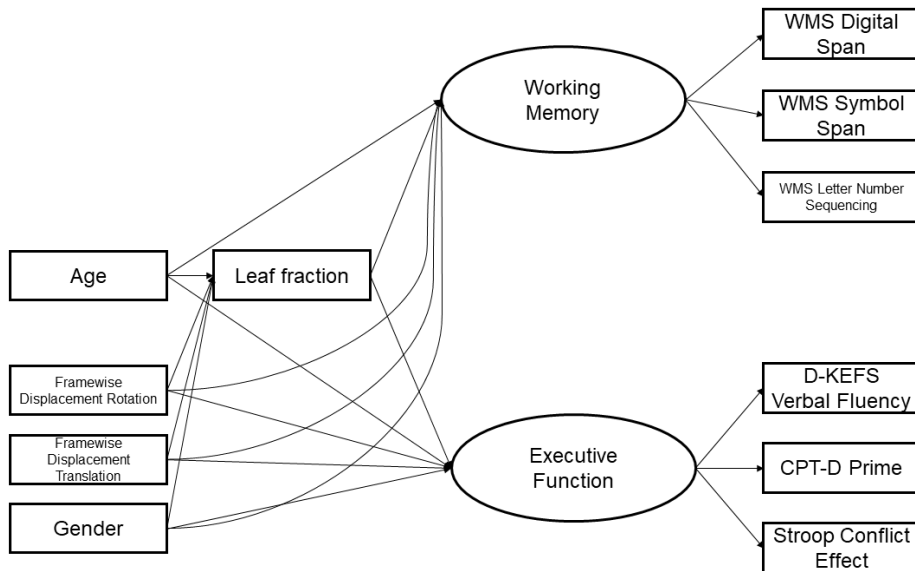 WMS Digital
Span
Working
Memory
WMS Symbol
Span
WMS Letter Number
Sequencing
Age
Leaf fraction
Framewise
Displacement Rotation
D-KEFS
Verbal Fluency
Framewise
Displacement
Translation
Executive
Function
CPT-D Prime
Gender
Stroop Conflict
Effect